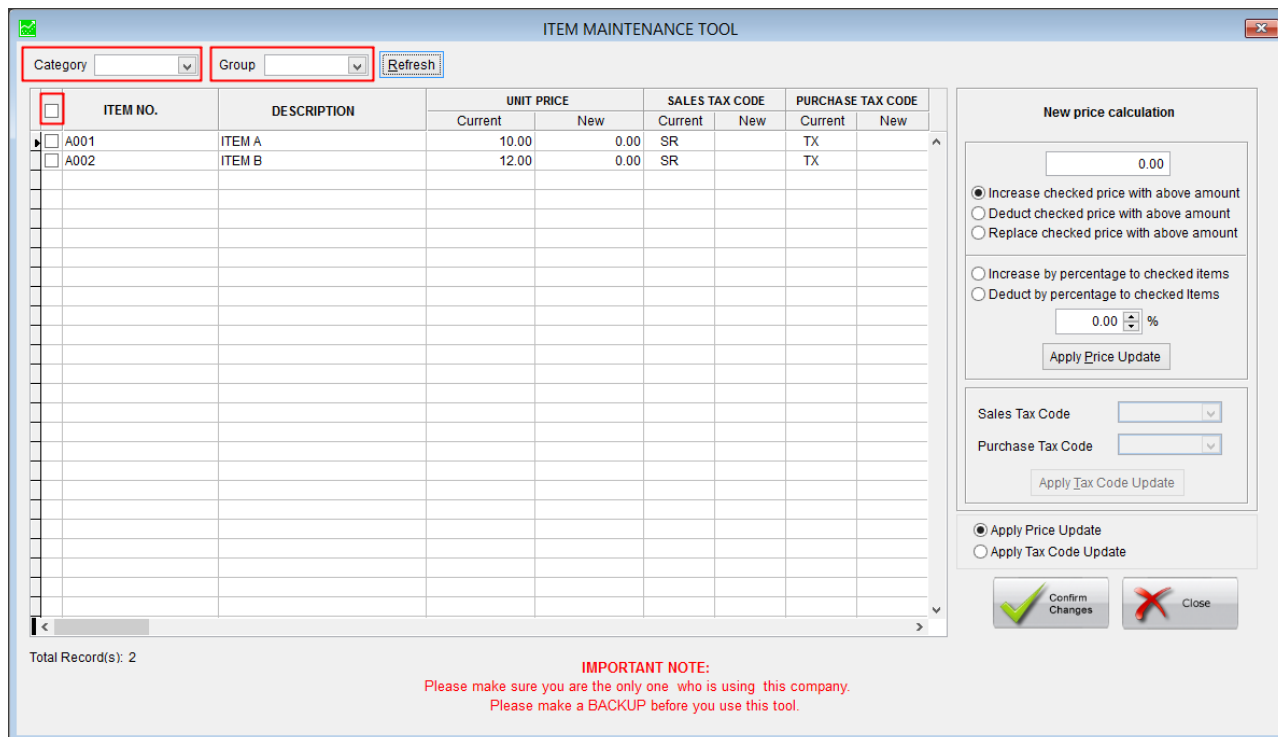 ITEM MAINTENANCE TOOL
Category Group Refresh
ITEM NO. DESCRIPTION UNIT PRICE SALES TAX CODE PURCHASE TAX CODE
Current New Current New Current New
A001 ITEM A 10.00 0.00 SR TX
A002 ITEM B 12.00 0.00 SR TX
New price calculation
0.00
Increase checked price with above amount
Deduct checked price with above amount
Replace checked price with above amount
Increase by percentage to checked items
Deduct by percentage to checked Items
0.00 %
Apply Price Update
Sales Tax Code
Purchase Tax Code
Apply Tax Code Update
Apply Price Update
Apply Tax Code Update
Confirm
Changes
Close
Total Record(s): 2
IMPORTANT NOTE:
Please make sure you are the only one who is using this company.
Please make a BACKUP before you use this tool.